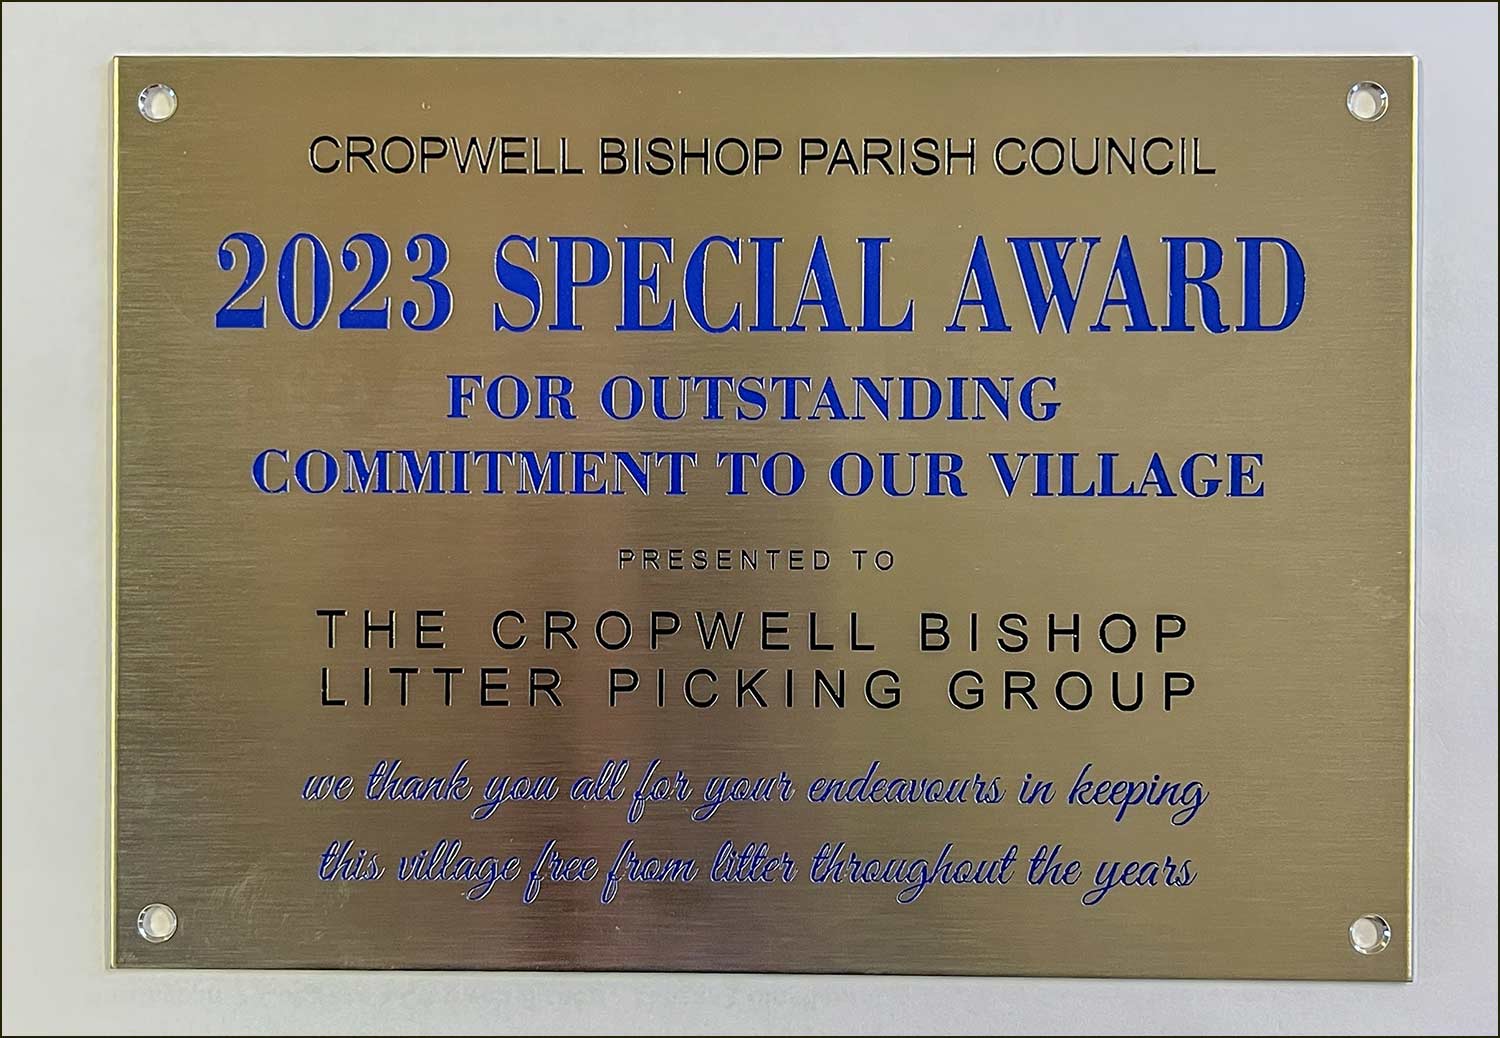 CROPWELL BISHOP PARISH COUNCIL
2023 SPECIAL AWARD
FOR OUTSTANDING
COMMITMENT TO OUR VILLAGE
PRESENTED TO
THE CROPWELL BISHOP
LITTER PICKING GROUP
we thank you all for your endeavours in keeping
this village free from litter throughout the years